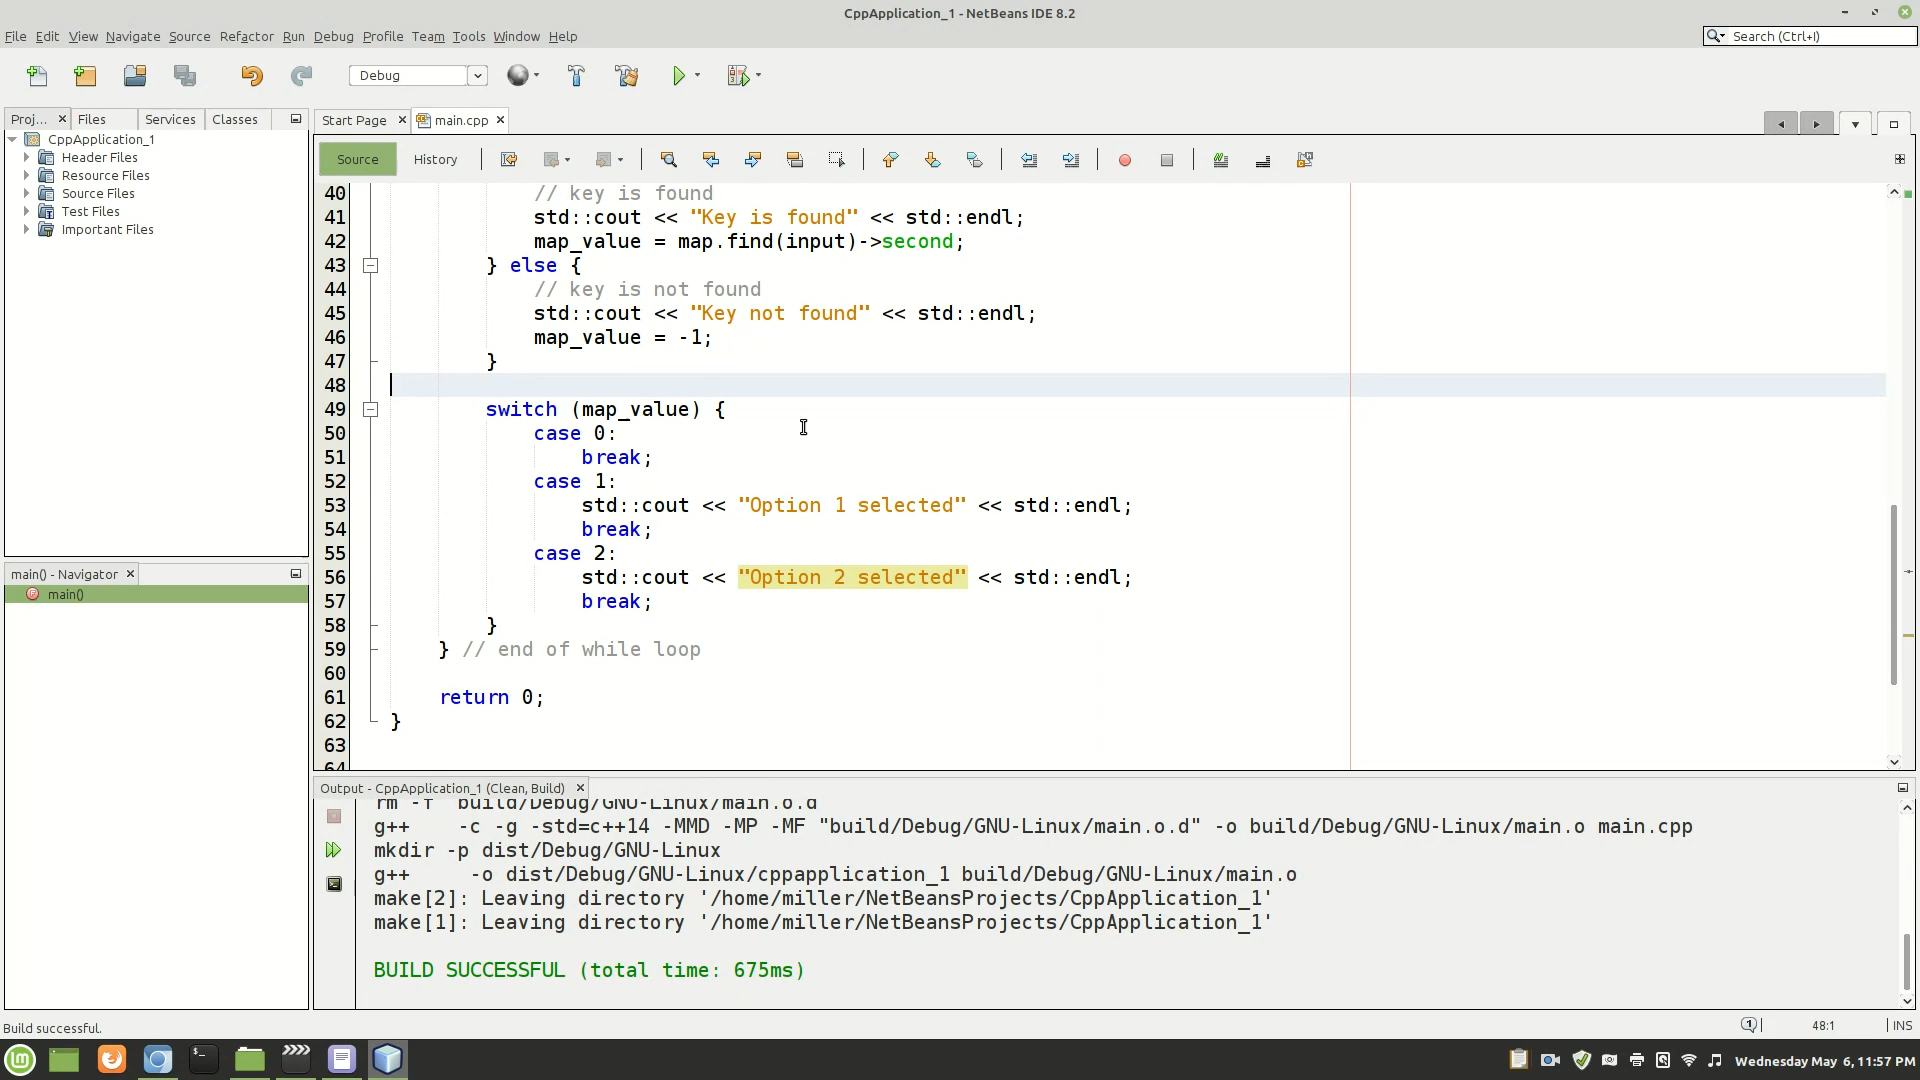 CppApplication_1 - NetBeans IDE 8.2
File Edit View Navigate Source Refactor Run Debug Profile Team Tools Window Help
Search (Ctrl+I)
Debug
Proj... Files Services Classes
Start Page main.cpp
CppApplication_1
Header Files
Resource Files
Source Files
Test Files
Important Files
Source History
40 // key is found
41 std::cout << "Key is found" << std::endl;
42 map_value = map.find(input)->second;
43 } else {
44 // key is not found
45 std::cout << "Key not found" << std::endl;
46 map_value = -1;
47 }
48
49 switch (map_value) {
50 case 0:
51 break;
52 case 1:
53 std::cout << "Option 1 selected" << std::endl;
54 break;
55 case 2:
56 std::cout << "Option 2 selected" << std::endl;
57 break;
58 }
59 } // end of while loop
60
61 return 0;
62 }
63
64
main() - Navigator
main()
Output - CppApplication_1 (Clean, Build)
rm -f build/Debug/GNU-Linux/main.o.d
g++ -c -g -std=c++14 -MMD -MP -MF "build/Debug/GNU-Linux/main.o.d" -o build/Debug/GNU-Linux/main.o main.cpp
mkdir -p dist/Debug/GNU-Linux
g++ -o dist/Debug/GNU-Linux/cppapplication_1 build/Debug/GNU-Linux/main.o
make[2]: Leaving directory '/home/miller/NetBeansProjects/CppApplication_1'
make[1]: Leaving directory '/home/miller/NetBeansProjects/CppApplication_1'
BUILD SUCCESSFUL (total time: 675ms)
Build successful.
1 48:1 INS
Wednesday May 6, 11:57 PM